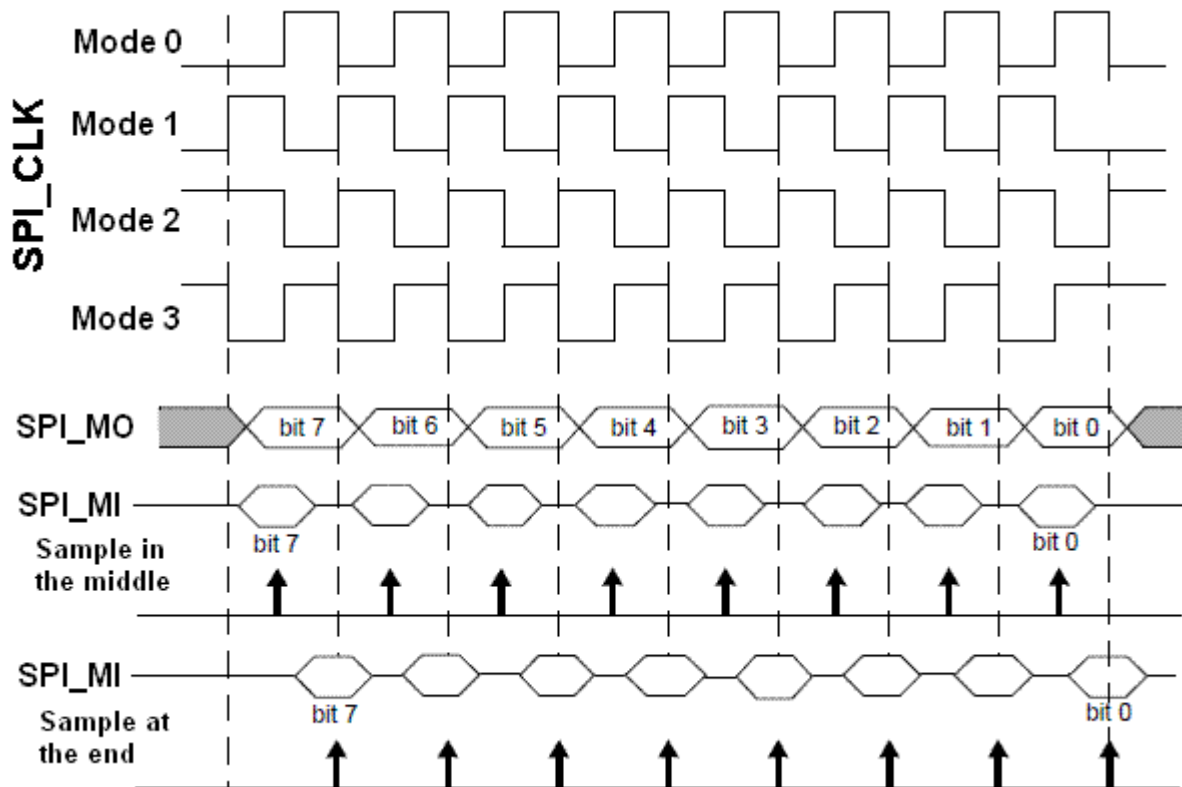 SPI_CLK
Mode 0
Mode 1
Mode 2
Mode 3
SPI_MO
bit 7 bit 6 bit 5 bit 4 bit 3 bit 2 bit 1 bit 0
SPI_MI
bit 7 bit 0
Sample in
the middle
SPI_MI
bit 7 bit 0
Sample at
the end